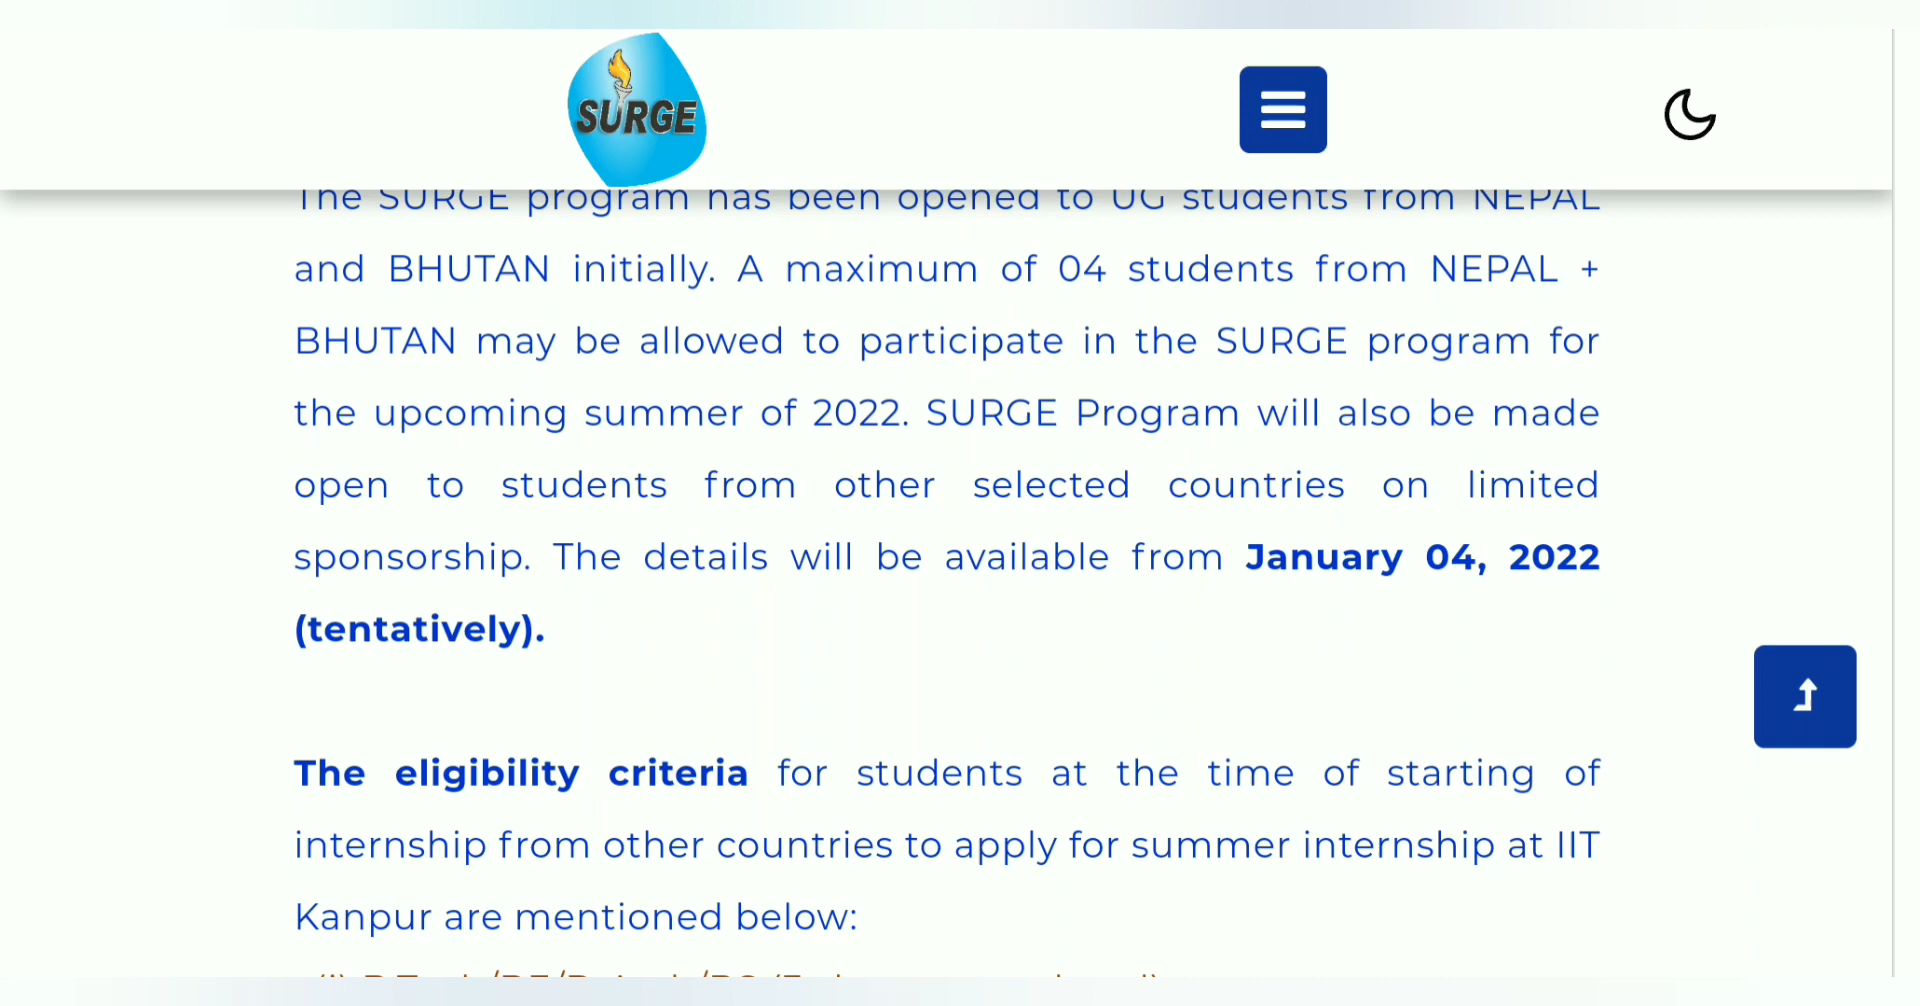 SURGE
The SURGE program has been opened to UG students from NEPAL
and BHUTAN initially. A maximum of 04 students from NEPAL +
BHUTAN may be allowed to participate in the SURGE program for
the upcoming summer of 2022. SURGE Program will also be made
open to students from other selected countries on limited
sponsorship. The details will be available from January 04, 2022
(tentatively).
The eligibility criteria for students at the time of starting of
internship from other countries to apply for summer internship at IIT
Kanpur are mentioned below: